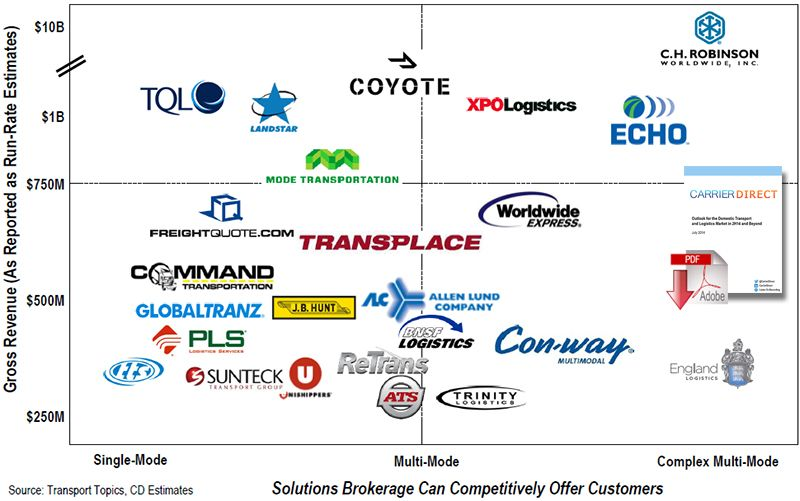 $10B
C.H. ROBINSON
WORLDWIDE, INC.
COYOTE
TQL
LANDSTAR
XPOLogistics
ECHO
$1B
MODE TRANSPORTATION
$750M
CARRIER DIRECT
Outlook for the Domestic Transport
and Logistics Market in 2H14 and Beyond
July 2014
Worldwide
EXPRESS
FREIGHTQUOTE.COM
TRANSPLACE
PDF
Adobe
COMMAND
TRANSPORTATION
$500M
GLOBALTRANZ
J.B. HUNT
ALC
ALLEN LUND
COMPANY
BNSF
LOGISTICS
PLS
LOGISTICS SERVICES
Con-way
MULTIMODAL
England
LOGISTICS
EFS
SUNTECK
TRANSPORT GROUP
U
UNISHIPPERS
ReTrans
ATS
TRINITY
LOGISTICS
$250M
Gross Revenue (As Reported as Run-Rate Estimates)
Single-Mode
Multi-Mode
Complex Multi-Mode
Source: Transport Topics, CD Estimates
Solutions Brokerage Can Competitively Offer Customers